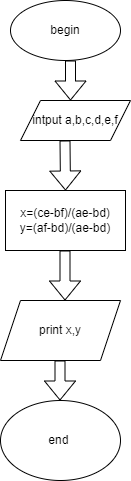 begin
intput a,b,c,d,e,f
x=(ce-bf)/(ae-bd)
y=(af-bd)/(ae-bd)
print x,y
end